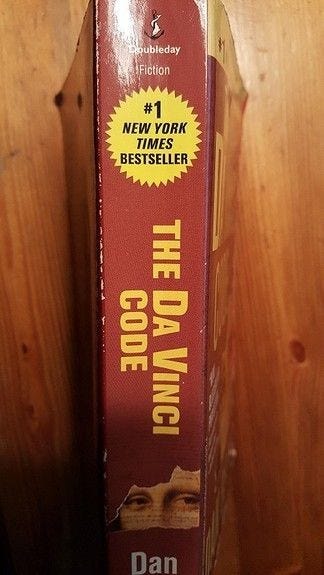 Doubleday
Fiction
#1
NEW YORK
TIMES
BESTSELLER
THE DA VINCI
CODE
Dan